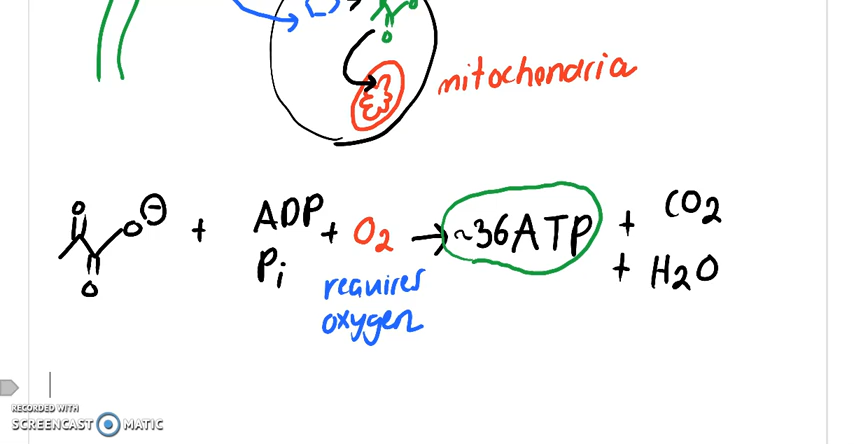 mitochondria
O
O
O⊖
O
+ ADP + O2 → ~36ATP + CO2
Pi + H2O
requires
oxygen
RECORDED WITH
SCREENCAST MATIC